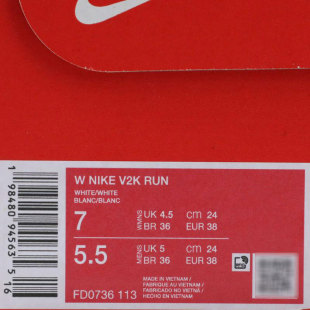 W NIKE V2K RUN
WHITE/WHITE
BLANC/BLANC
7 WMNS UK 4.5 cm 24
BR 36 EUR 38
5.5 MENS UK 5 cm 24
BR 36 EUR 38
MADE IN VIETNAM /
FABRIQUE AU VIETNAM /
FABRICADO NO VIETNÃ /
HECHO EN VIETNAM
FD0736 113
1 98480 94563 5 16